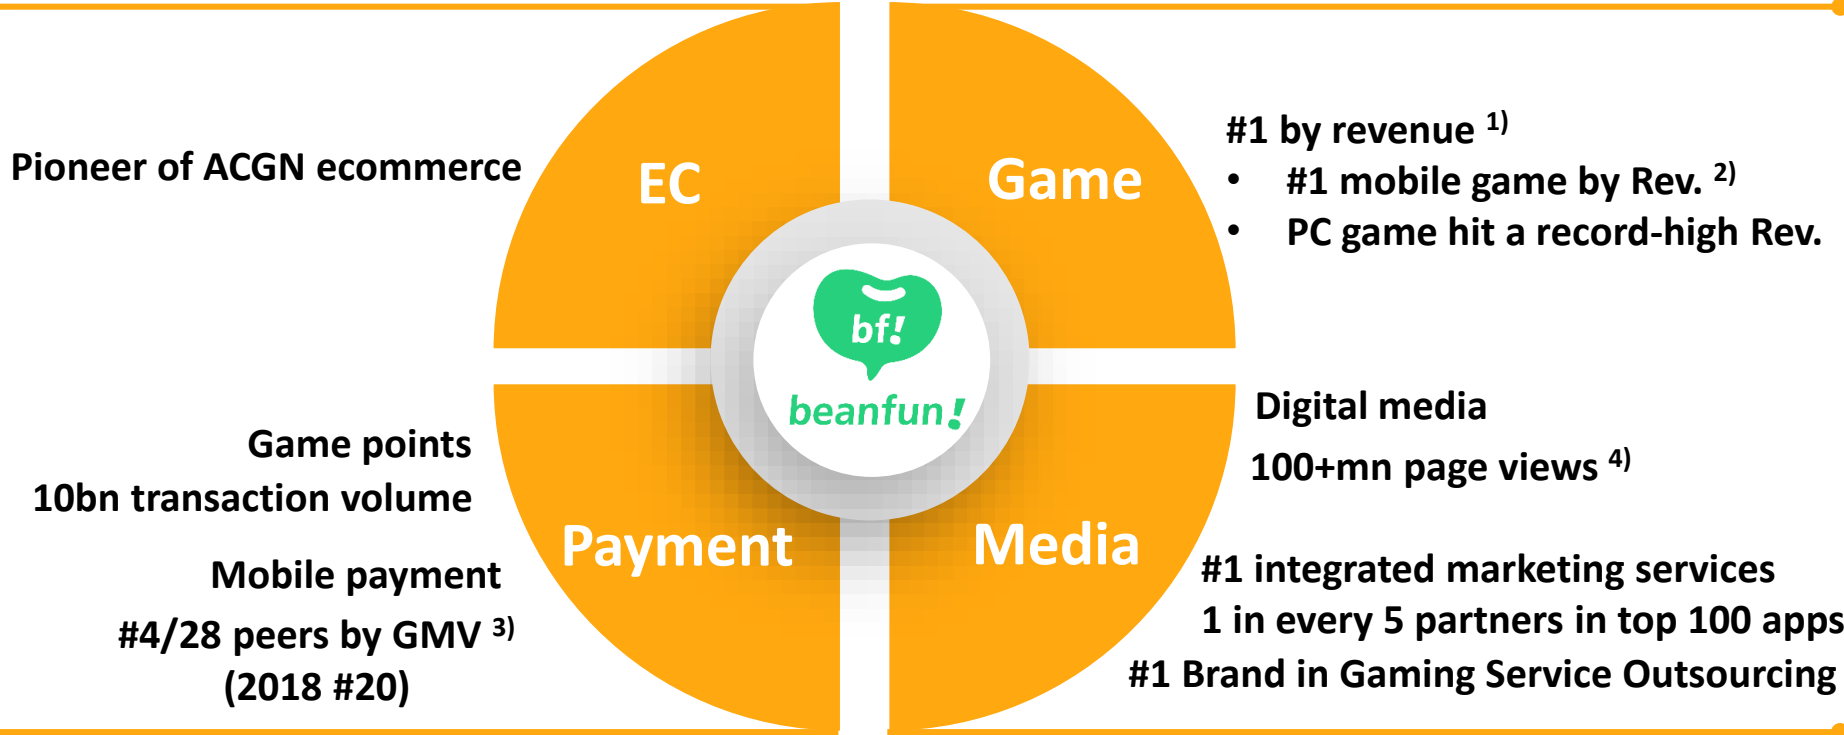 Pioneer of ACGN ecommerce
EC
Game
#1 by revenue 1)
• #1 mobile game by Rev. 2)
• PC game hit a record-high Rev.
bf!
beanfun!
Game points
10bn transaction volume
Mobile payment
#4/28 peers by GMV 3)
(2018 #20)
Payment
Media
Digital media
100+mn page views 4)
#1 integrated marketing services
1 in every 5 partners in top 100 apps
#1 Brand in Gaming Service Outsourcing